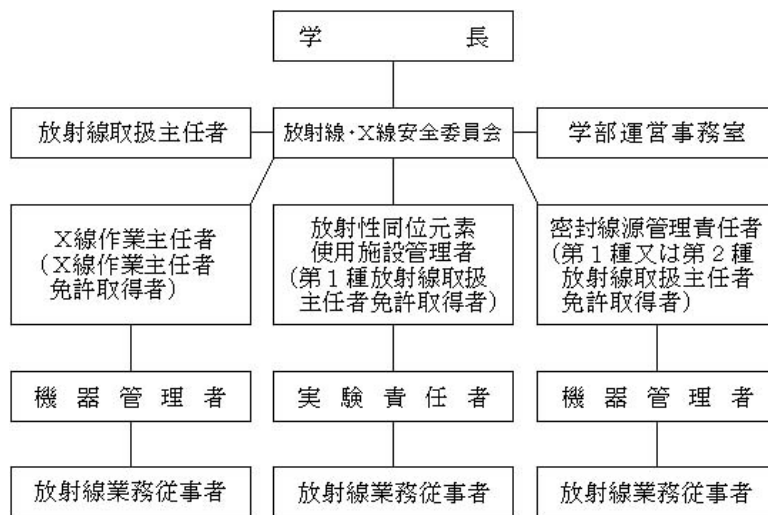 学長
放射線取扱主任者
放射線・X線安全委員会
学部運営事務室
X線作業主任者
(X線作業主任者
免許取得者)
放射性同位元素
使用施設管理者
(第1種放射線取扱
主任者免許取得者)
密封線源管理責任者
(第1種又は第2種
放射線取扱主任者
免許取得者)
機器管理者
実験責任者
機器管理者
放射線業務従事者
放射線業務従事者
放射線業務従事者